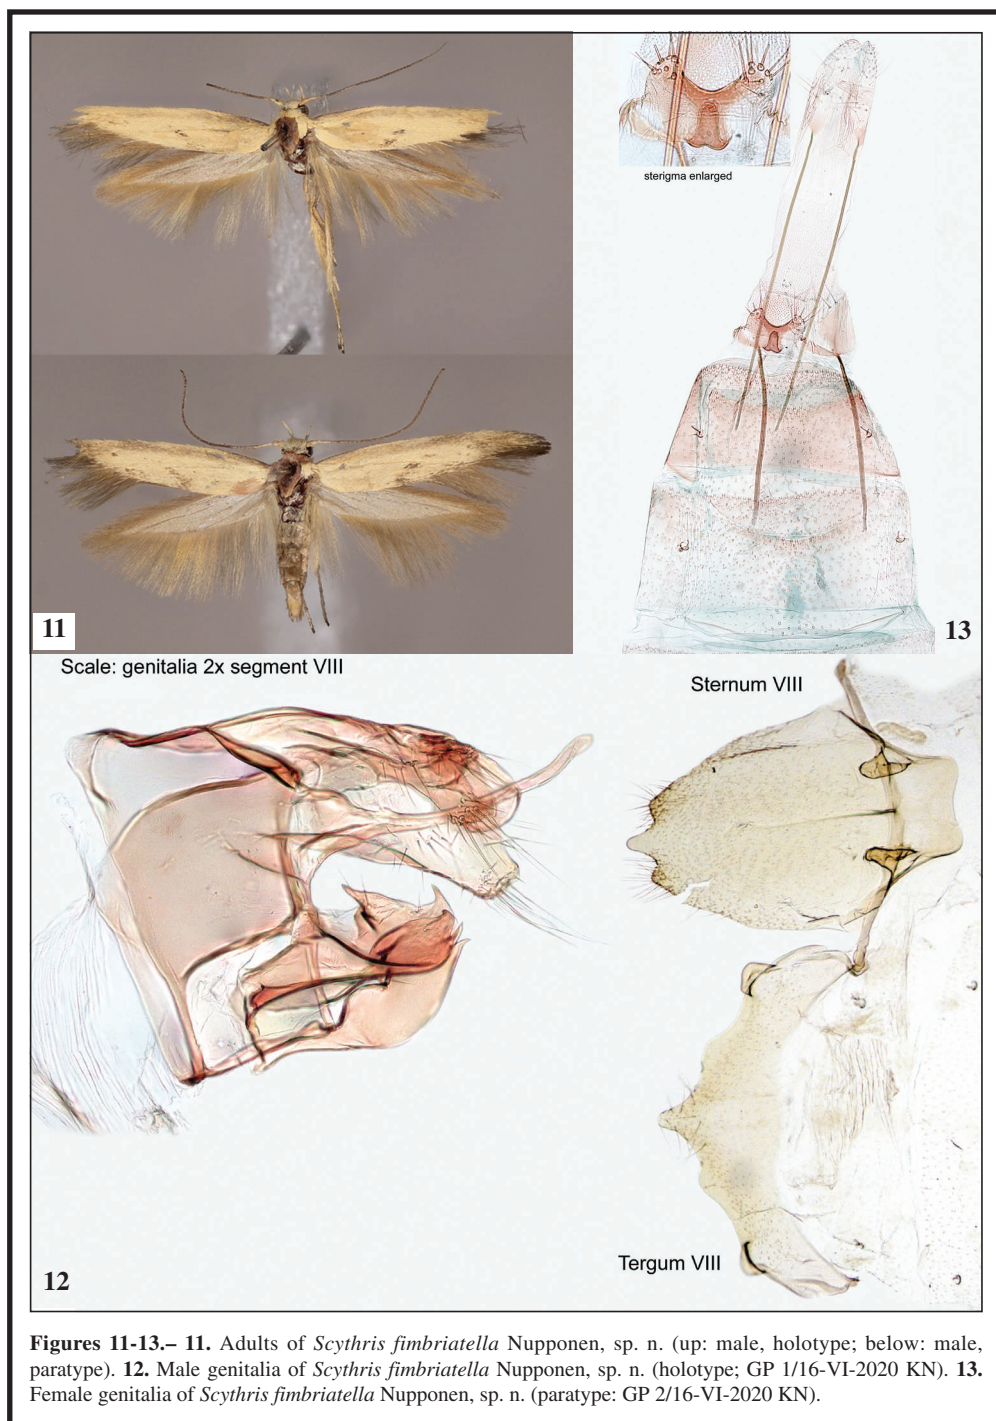 sterigma enlarged
11
13
Scale: genitalia 2x segment VIII
Sternum VIII
Tergum VIII
12
Figures 11-13.– 11. Adults of Scythris fimbriatella Nupponen, sp. n. (up: male, holotype; below: male,
paratype). 12. Male genitalia of Scythris fimbriatella Nupponen, sp. n. (holotype; GP 1/16-VI-2020 KN). 13.
Female genitalia of Scythris fimbriatella Nupponen, sp. n. (paratype: GP 2/16-VI-2020 KN).